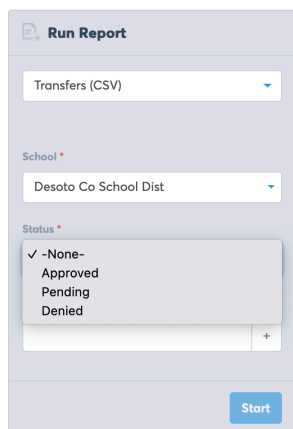 Run Report
Transfers (CSV)
School *
Desoto Co School Dist
Status *
✓ -None-
Approved
Pending
Denied
+
Start